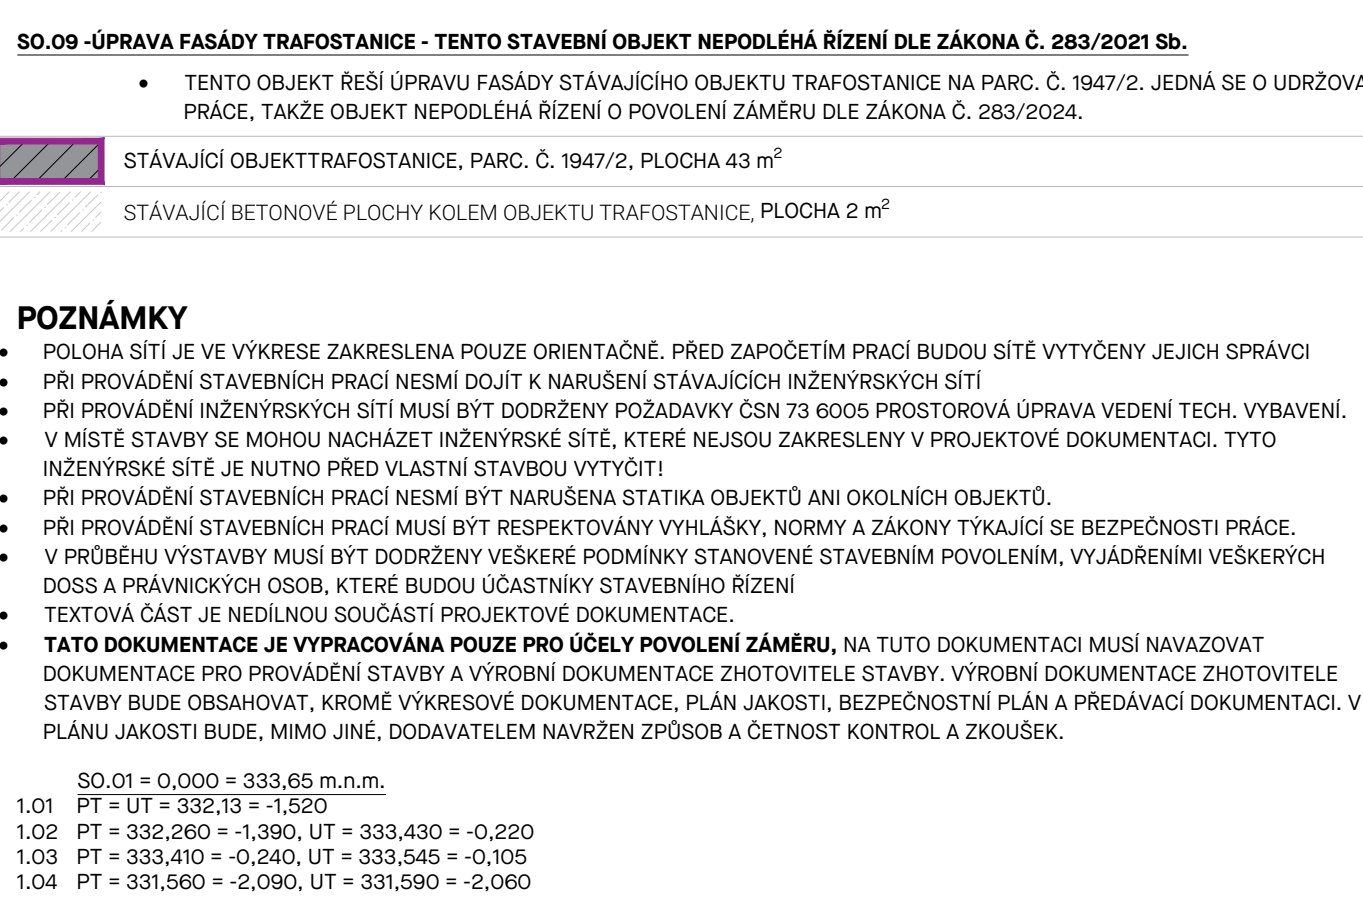 SO.09 -ÚPRAVA FASÁDY TRAFOSTANICE - TENTO STAVEBNÍ OBJEKT NEPODLÉHÁ ŘÍZENÍ DLE ZÁKONA Č. 283/2021 Sb.
• TENTO OBJEKT ŘEŠÍ ÚPRAVU FASÁDY STÁVAJÍCÍHO OBJEKTU TRAFOSTANICE NA PARC. Č. 1947/2. JEDNÁ SE O UDRŽOVA
PRÁCE, TAKŽE OBJEKT NEPODLÉHÁ ŘÍZENÍ O POVOLENÍ ZÁMĚRU DLE ZÁKONA Č. 283/2024.
STÁVAJÍCÍ OBJEKTTRAFOSTANICE, PARC. Č. 1947/2, PLOCHA 43 m²
STÁVAJÍCÍ BETONOVÉ PLOCHY KOLEM OBJEKTU TRAFOSTANICE, PLOCHA 2 m²
POZNÁMKY
• POLOHA SÍTÍ JE VE VÝKRESE ZAKRESLENA POUZE ORIENTAČNĚ. PŘED ZAPOČETÍM PRACÍ BUDOU SÍTĚ VYTYČENY JEJICH SPRÁVCI
• PŘI PROVÁDĚNÍ STAVEBNÍCH PRACÍ NESMÍ DOJÍT K NARUŠENÍ STÁVAJÍCÍCH INŽENÝRSKÝCH SÍTÍ
• PŘI PROVÁDĚNÍ INŽENÝRSKÝCH SÍTÍ MUSÍ BÝT DODRŽENY POŽADAVKY ČSN 73 6005 PROSTOROVÁ ÚPRAVA VEDENÍ TECH. VYBAVENÍ.
• V MÍSTĚ STAVBY SE MOHOU NACHÁZET INŽENÝRSKÉ SÍTĚ, KTERÉ NEJSOU ZAKRESLENY V PROJEKTOVÉ DOKUMENTACI. TYTO
INŽENÝRSKÉ SÍTĚ JE NUTNO PŘED VLASTNÍ STAVBOU VYTYČIT!
• PŘI PROVÁDĚNÍ STAVEBNÍCH PRACÍ NESMÍ BÝT NARUŠENA STATIKA OBJEKTŮ ANI OKOLNÍCH OBJEKTŮ.
• PŘI PROVÁDĚNÍ STAVEBNÍCH PRACÍ MUSÍ BÝT RESPEKTOVÁNY VYHLÁŠKY, NORMY A ZÁKONY TÝKAJÍCÍ SE BEZPEČNOSTI PRÁCE.
• V PRŮBĚHU VÝSTAVBY MUSÍ BÝT DODRŽENY VEŠKERÉ PODMÍNKY STANOVENÉ STAVEBNÍM POVOLENÍM, VYJÁDŘENÍMI VEŠKERÝCH
DOSS A PRÁVNICKÝCH OSOB, KTERÉ BUDOU ÚČASTNÍKY STAVEBNÍHO ŘÍZENÍ
• TEXTOVÁ ČÁST JE NEDÍLNOU SOUČÁSTÍ PROJEKTOVÉ DOKUMENTACE.
• TATO DOKUMENTACE JE VYPRACOVÁNA POUZE PRO ÚČELY POVOLENÍ ZÁMĚRU, NA TUTO DOKUMENTACI MUSÍ NAVAZOVAT
DOKUMENTACE PRO PROVÁDĚNÍ STAVBY A VÝROBNÍ DOKUMENTACE ZHOTOVITELE STAVBY. VÝROBNÍ DOKUMENTACE ZHOTOVITELE
STAVBY BUDE OBSAHOVAT, KROMĚ VÝKRESOVÉ DOKUMENTACE, PLÁN JAKOSTI, BEZPEČNOSTNÍ PLÁN A PŘEDÁVACÍ DOKUMENTACI. V
PLÁNU JAKOSTI BUDE, MIMO JINÉ, DODAVATELEM NAVRŽEN ZPŮSOB A ČETNOST KONTROL A ZKOUŠEK.
SO.01 = 0,000 = 333,65 m.n.m.
1.01 PT = UT = 332,13 = -1,520
1.02 PT = 332,260 = -1,390, UT = 333,430 = -0,220
1.03 PT = 333,410 = -0,240, UT = 333,545 = -0,105
1.04 PT = 331,560 = -2,090, UT = 331,590 = -2,060